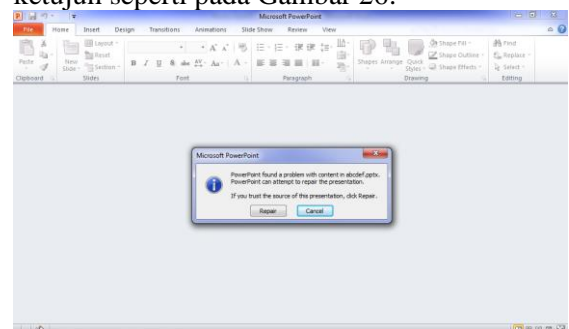 ketujuh seperti pada Gambar 26.
Microsoft PowerPoint
File Home Insert Design Transitions Animations Slide Show Review View
Paste
New
Slide
Layout
Reset
Section
Shapes Arrange Quick
Styles
Shape Fill
Shape Outline
Shape Effects
Find
Replace
Select
Clipboard Slides Font Paragraph Drawing Editing
Microsoft PowerPoint
PowerPoint found a problem with content in abcdef.pptx.
PowerPoint can attempt to repair the presentation.
If you trust the source of this presentation, click Repair.
Repair Cancel